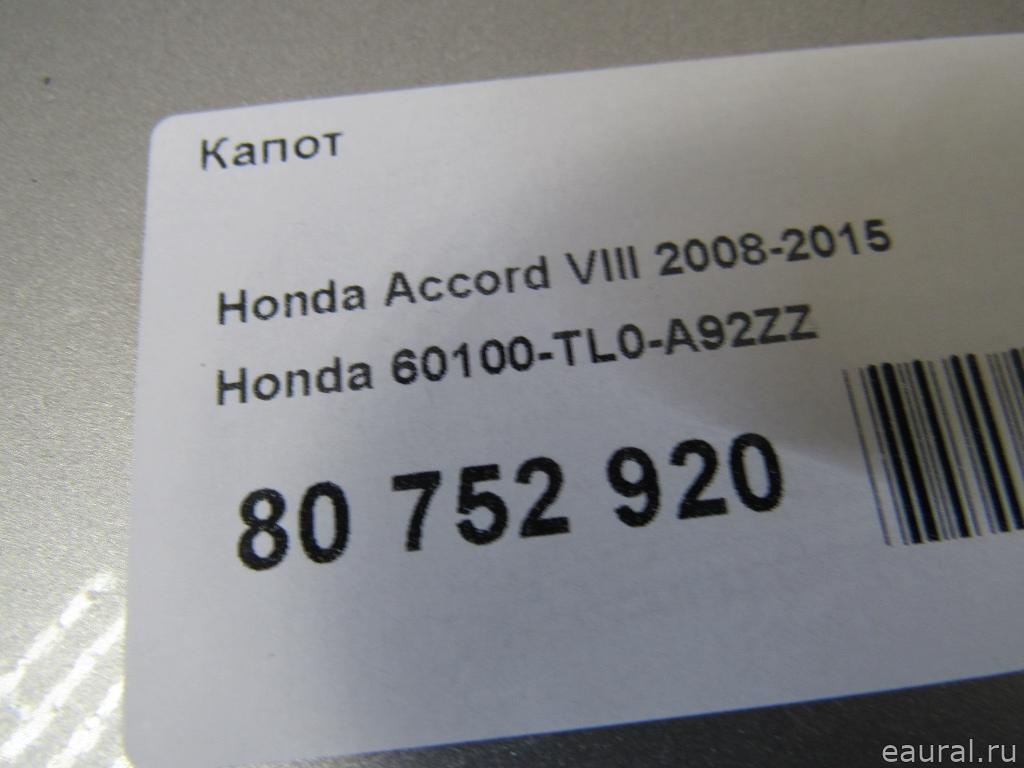 Капот
Honda Accord VIII 2008-2015
Honda 60100-TL0-A92ZZ
80 752 920
eaural.ru